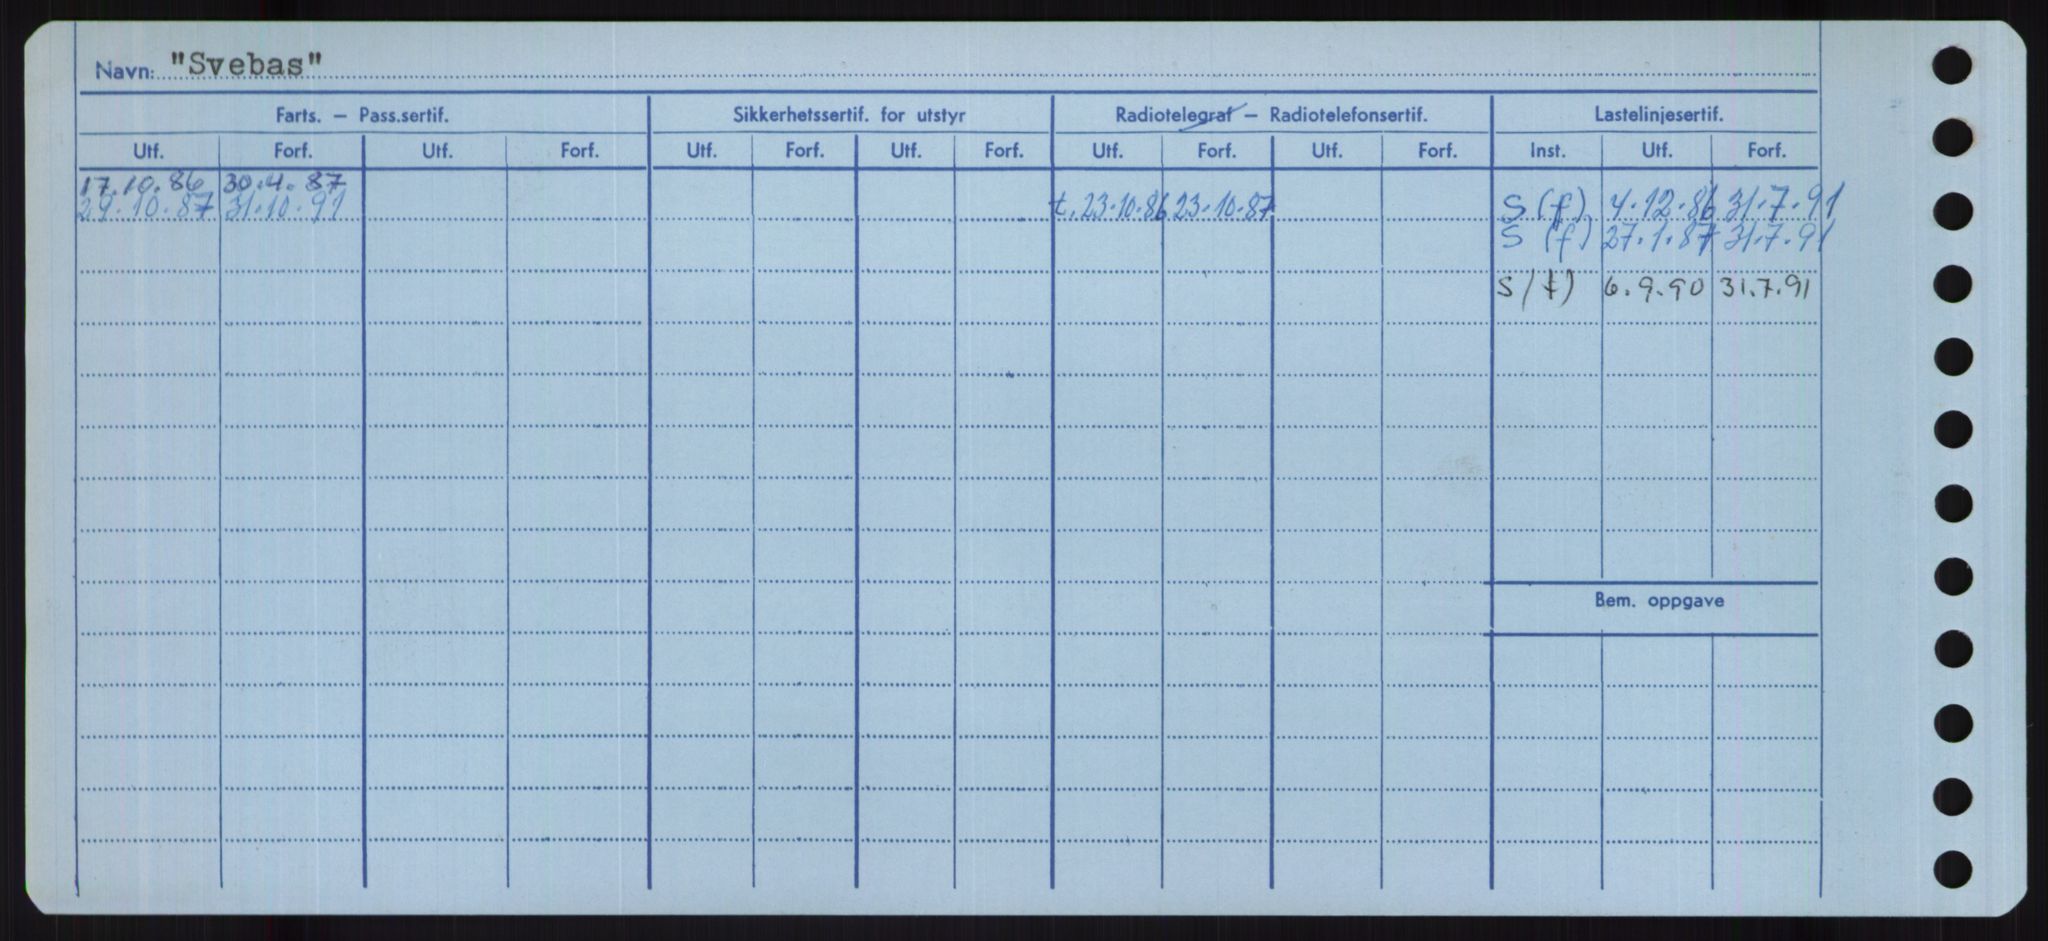 Navn: "Svebas"
Farts. – Pass.sertif. Sikkerhetssertif. for utstyr Radiotelegraf – Radiotelefonsertif. Lastelinjesertif.
Utf. Forf. Utf. Forf. Utf. Forf. Utf. Forf. Utf. Forf. Utf. Forf. Inst. Utf. Forf.
17.10.86 30.4.87
29.10.87 31.10.91 t. 23.10.86 23.10.87 S (f) 4.12.86 31.7.91
S (f) 27.1.87 31.7.91
S (f) 6.9.90 31.7.91
Bem. oppgave